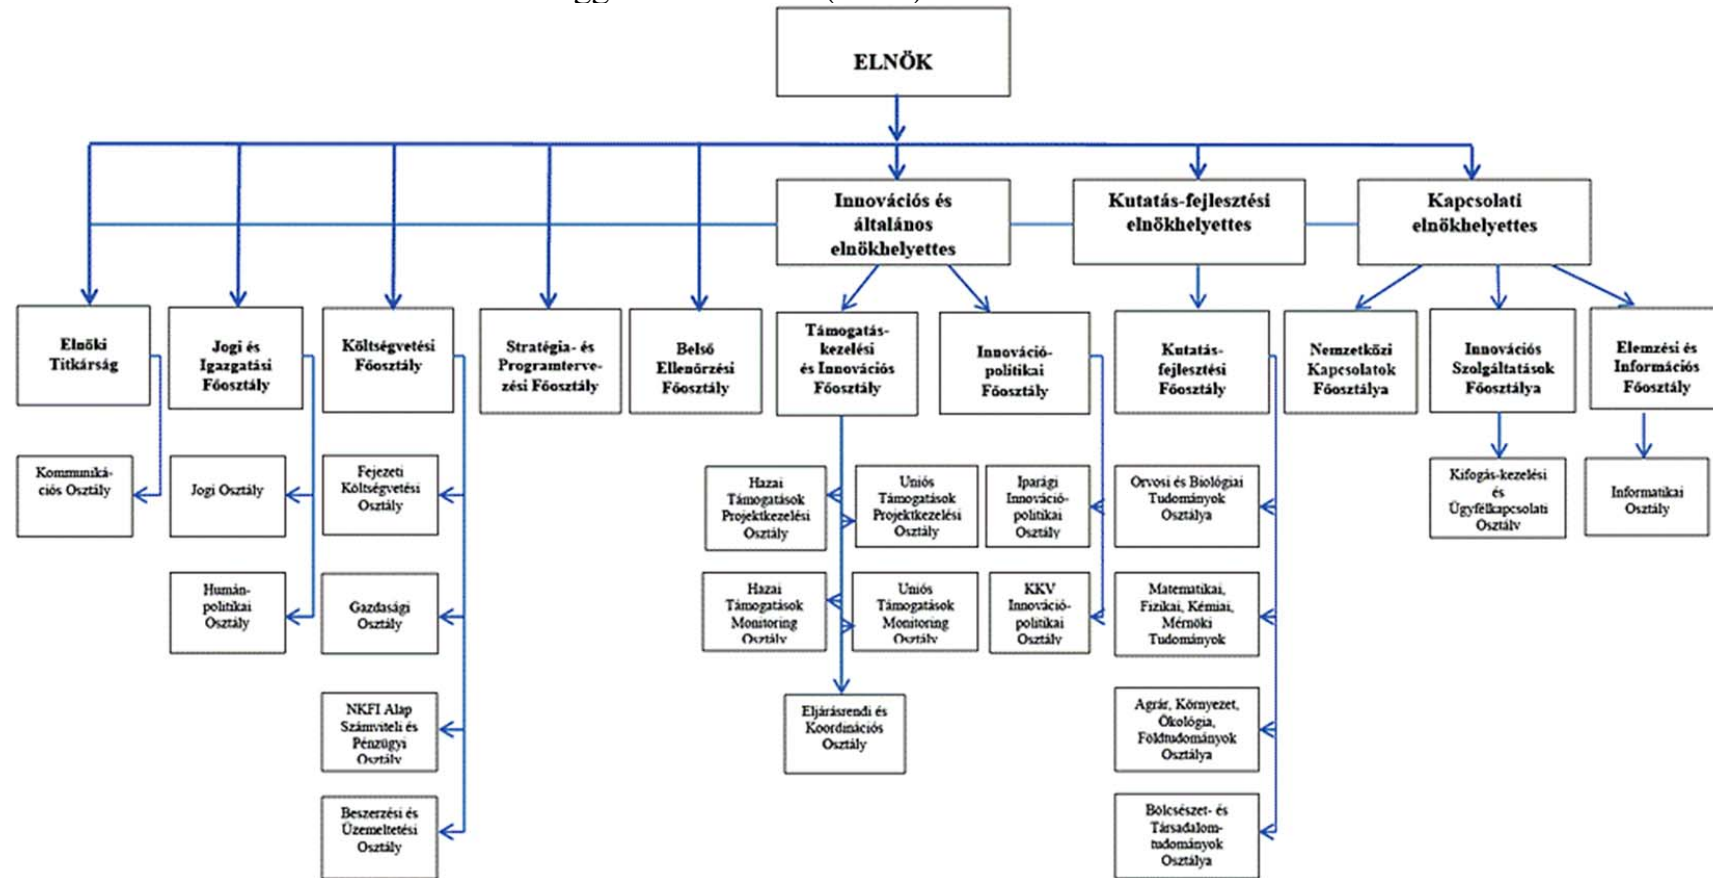 ELNÖK
Innovációs és
általános
elnökhelyettes
Kutatás-fejlesztési
elnökhelyettes
Kapcsolati
elnökhelyettes
Elnöki
Titkárság
Jogi és
Igazgatási
Főosztály
Költségvetési
Főosztály
Stratégia- és
Programterve-
zési Főosztály
Belső
Ellenőrzési
Főosztály
Támogatás-
kezelési
és Innovációs
Főosztály
Innováció-
politikai
Főosztály
Kutatás-
fejlesztési
Főosztály
Nemzetközi
Kapcsolatok
Főosztálya
Innovációs
Szolgáltatások
Főosztálya
Elemzési és
Információs
Főosztály
Kommuniká-
ciós Osztály
Jogi Osztály
Fejezeti
Költségvetési
Osztály
Hazai
Támogatások
Projektkezelési
Osztály
Uniós
Támogatások
Projektkezelési
Osztály
Iparági
Innováció-
politikai
Osztály
Orvosi és Biológiai
Tudományok
Osztálya
Kifogás-kezelési
és
Ügyfélkapcsolati
Osztály
Informatikai
Osztály
Humán-
politikai
Osztály
Gazdasági
Osztály
Hazai
Támogatások
Monitoring
Osztály
Uniós
Támogatások
Monitoring
Osztály
KKV
Innováció-
politikai
Osztály
Matematikai,
Fizikai, Kémiai,
Mérnöki
Tudományok
NKFI Alap
Számviteli és
Pénzügyi
Osztály
Eljárásrendi és
Koordinációs
Osztály
Agrár, Környezet,
Ökológia,
Földtudományok
Osztálya
Beszerzési és
Üzemeltetési
Osztály
Bölcsészet- és
Társadalom-
tudományok
Osztálya